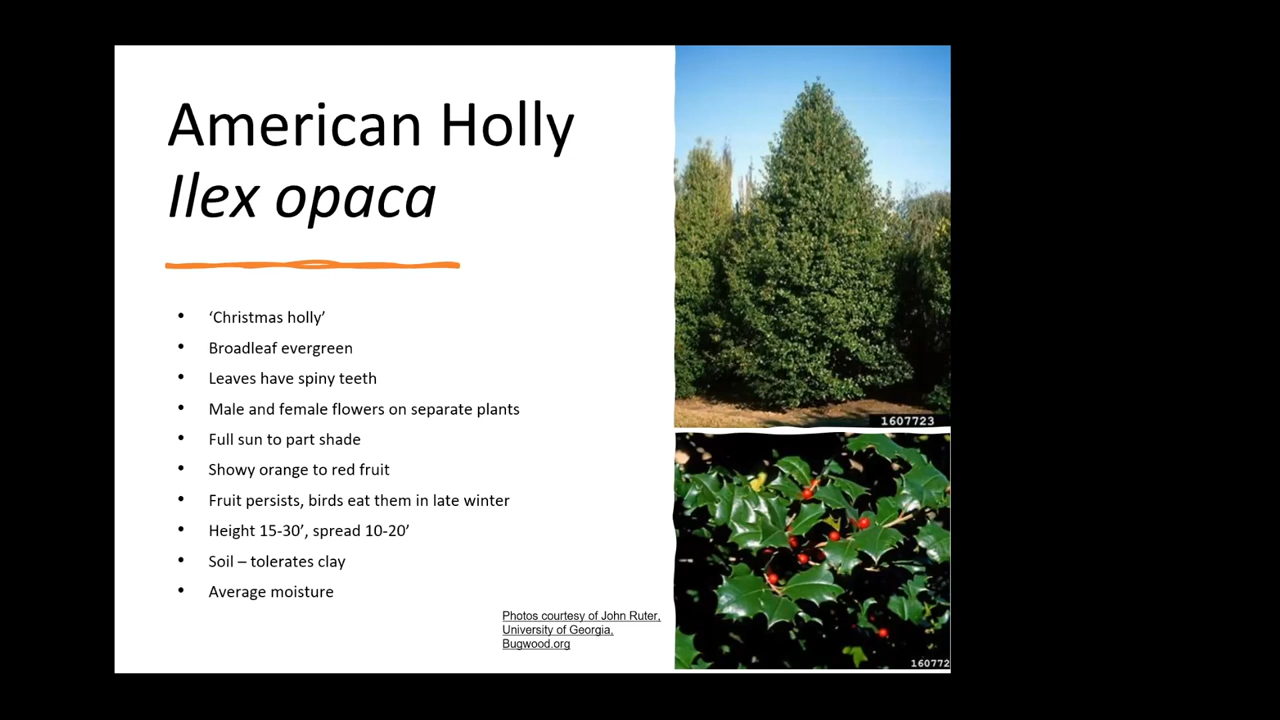 American Holly
Ilex opaca
• ‘Christmas holly’
• Broadleaf evergreen
• Leaves have spiny teeth
• Male and female flowers on separate plants
• Full sun to part shade
• Showy orange to red fruit
• Fruit persists, birds eat them in late winter
• Height 15-30’, spread 10-20’
• Soil – tolerates clay
• Average moisture
Photos courtesy of John Ruter,
University of Georgia,
Bugwood.org
1607723
160772